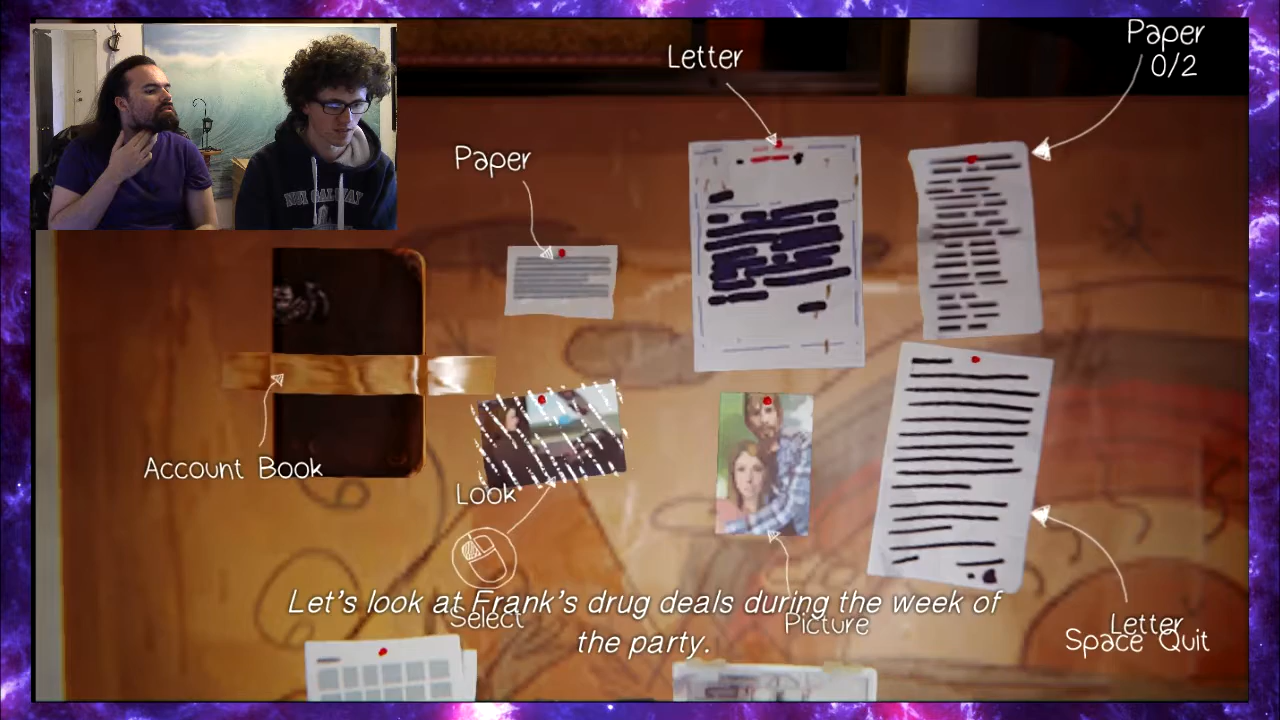 Letter
Paper
0/2
Paper
NUI GALWAY
Account Book
Look
Select
Let's look at Frank's drug deals during the week of
the party.
Picture
Letter
Space Quit